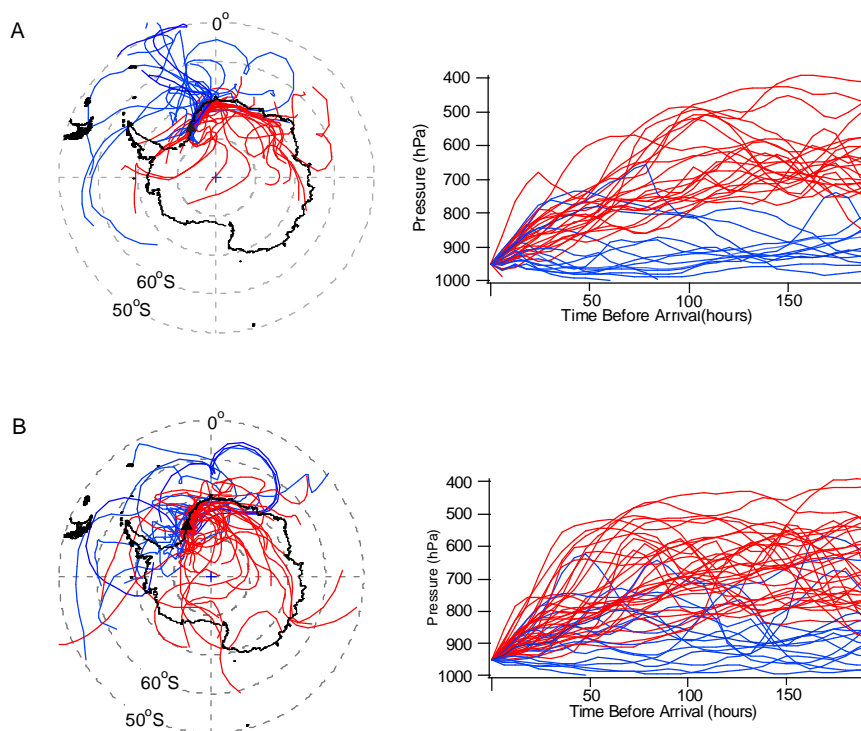 A
0°
60°S
50°S
400
500
600
700
800
900
1000
Pressure (hPa)
50
100
150
Time Before Arrival(hours)
B
0°
60°S
50°S
400
500
600
700
800
900
1000
Pressure (hPa)
50
100
150
Time Before Arrival (hours)